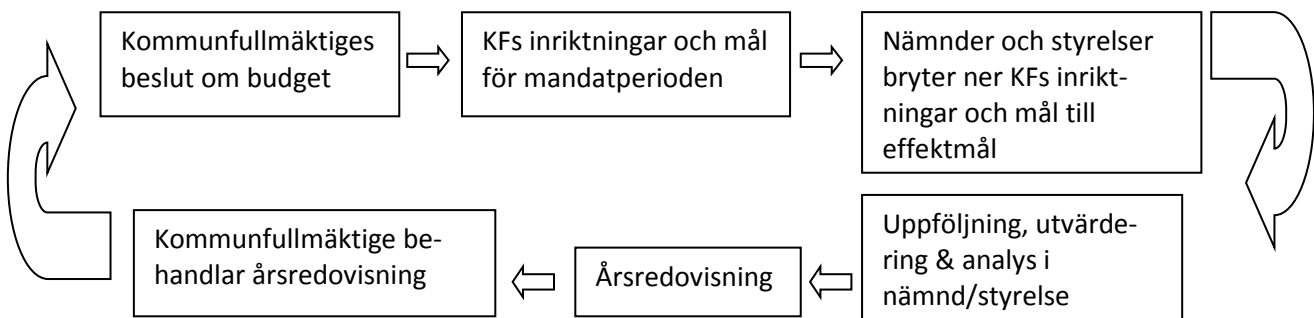 Kommunfullmäktiges
beslut om budget
KFs inriktningar och mål
för mandatperioden
Nämnder och styrelser
bryter ner KFs inrikt-
ningar och mål till
effektmål
Uppföljning, utvärde-
ring & analys i
nämnd/styrelse
Årsredovisning
Kommunfullmäktige be-
handlar årsredovisning